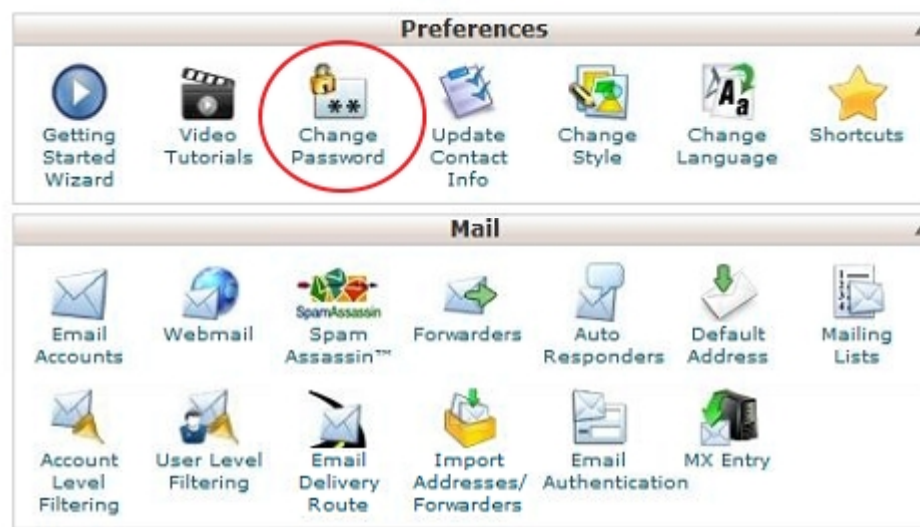 Preferences
**
A
a
Getting
Started
Wizard
Video
Tutorials
Change
Password
Update
Contact
Info
Change
Style
Change
Language
Shortcuts
Mail
SpamAssassin
Email
Accounts
Webmail
Spam
Assassin™
Forwarders
Auto
Responders
Default
Address
Mailing
Lists
Account
Level
Filtering
User Level
Filtering
Email
Delivery
Route
Import
Addresses/
Forwarders
Email
Authentication
MX Entry